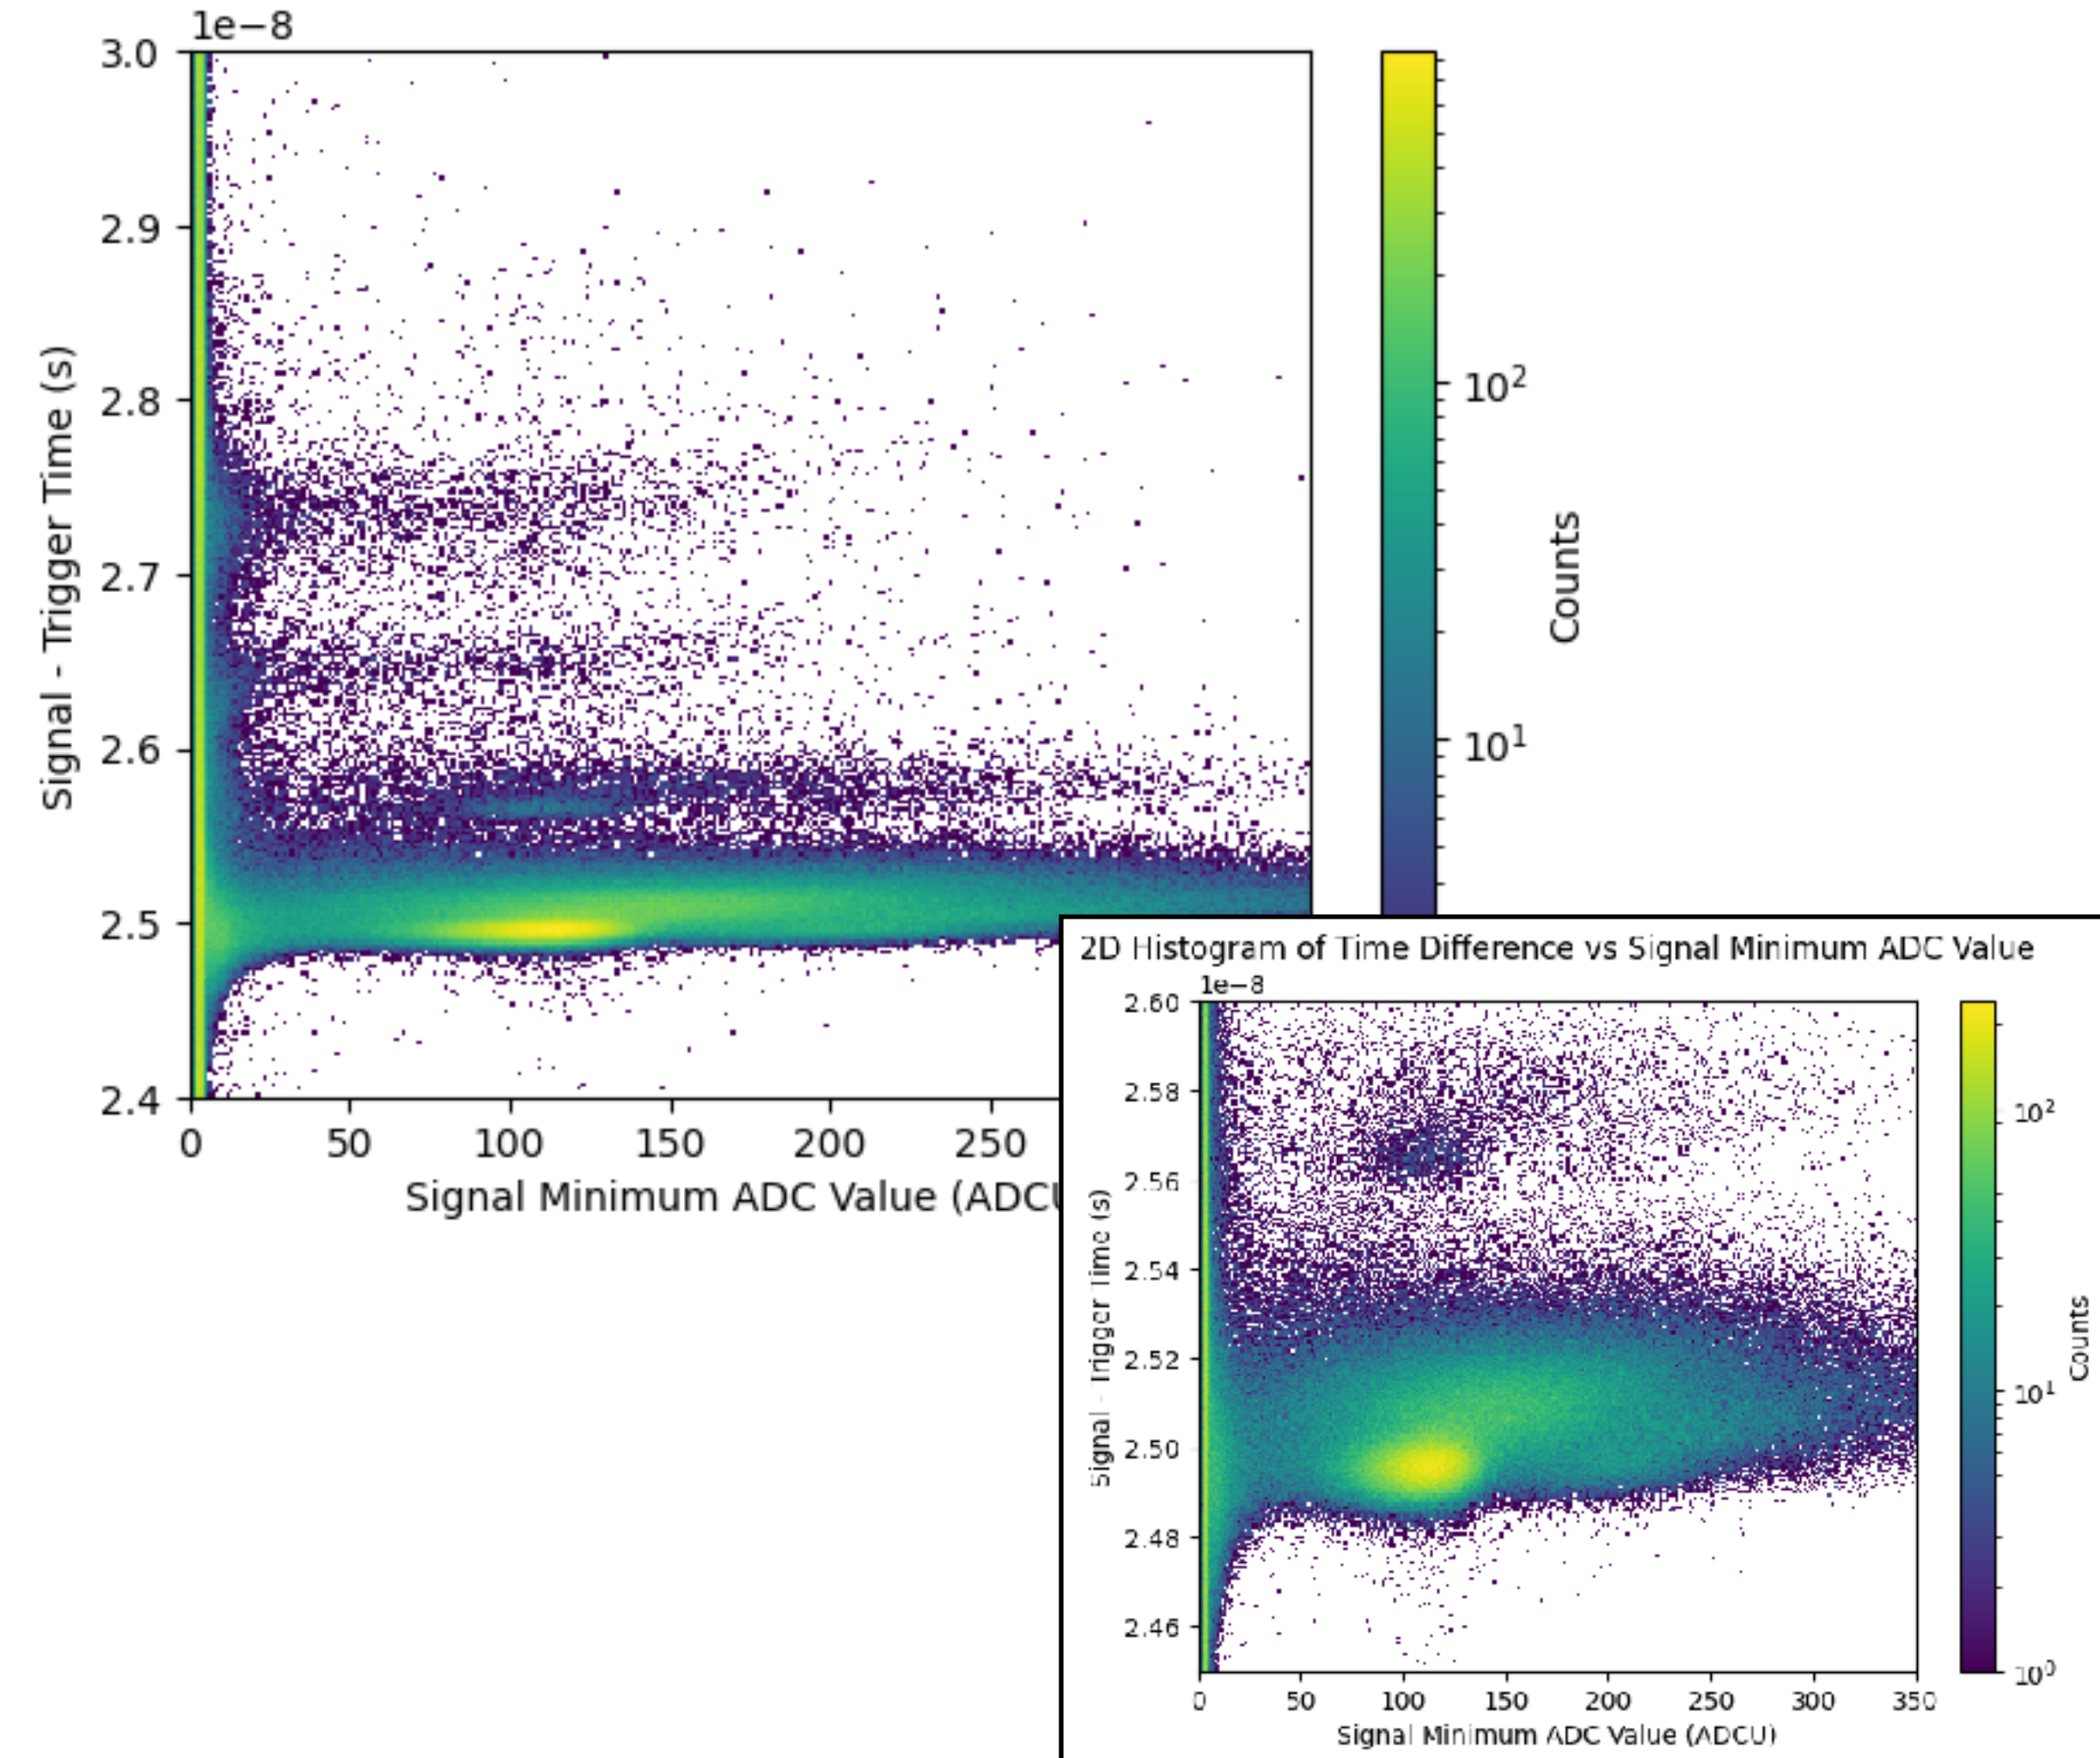 1e−8
3.0
2.9
2.8
2.7
2.6
2.5
2.4
Signal - Trigger Time (s)
0 50 100 150 200 250
Signal Minimum ADC Value (ADCU
10²
10¹
Counts
2D Histogram of Time Difference vs Signal Minimum ADC Value
1e−8
2.60
2.58
2.56
2.54
2.52
2.50
2.48
2.46
Signal - Trigger Time (s)
0 50 100 150 200 250 300 350
Signal Minimum ADC Value (ADCU)
10²
10¹
10⁰
Counts